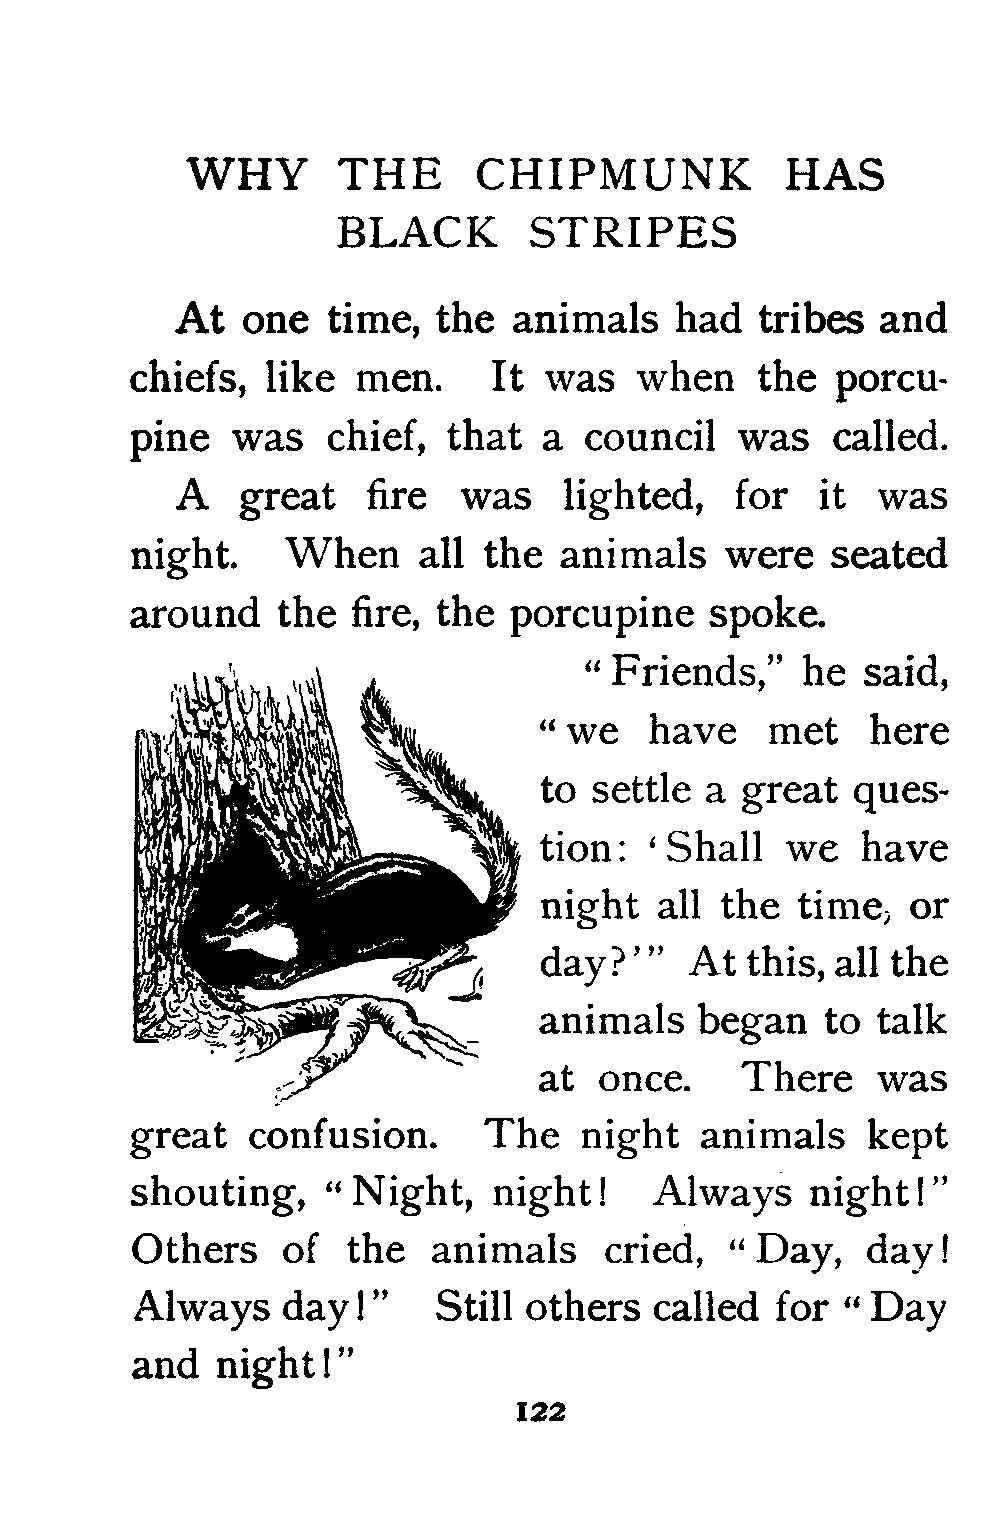 WHY THE CHIPMUNK HAS
BLACK STRIPES
At one time, the animals had tribes and
chiefs, like men. It was when the porcu-
pine was chief, that a council was called.
A great fire was lighted, for it was
night. When all the animals were seated
around the fire, the porcupine spoke.
“Friends,” he said,
“we have met here
to settle a great ques-
tion: ‘Shall we have
night all the time, or
day?’” At this, all the
animals began to talk
at once. There was
great confusion. The night animals kept
shouting, “Night, night! Always night!”
Others of the animals cried, “Day, day!
Always day!” Still others called for “Day
and night!”
122